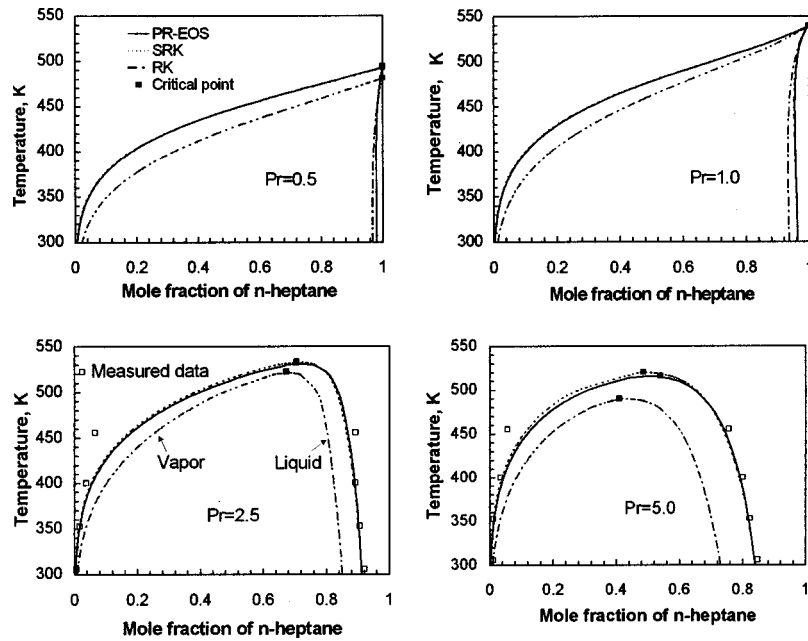 Temperature, K
550
500
450
400
350
300
PR-EOS
SRK
RK
Critical point
Pr=0.5
0 0.2 0.4 0.6 0.8 1
Mole fraction of n-heptane
Temperature, K
550
500
450
400
350
300
Pr=1.0
0 0.2 0.4 0.6 0.8 1
Mole fraction of n-heptane
Temperature, K
550
500
450
400
350
300
Measured data
Vapor
Liquid
Pr=2.5
0 0.2 0.4 0.6 0.8 1
Mole fraction of n-heptane
Temperature, K
550
500
450
400
350
300
Pr=5.0
0 0.2 0.4 0.6 0.8 1
Mole fraction of n-heptane